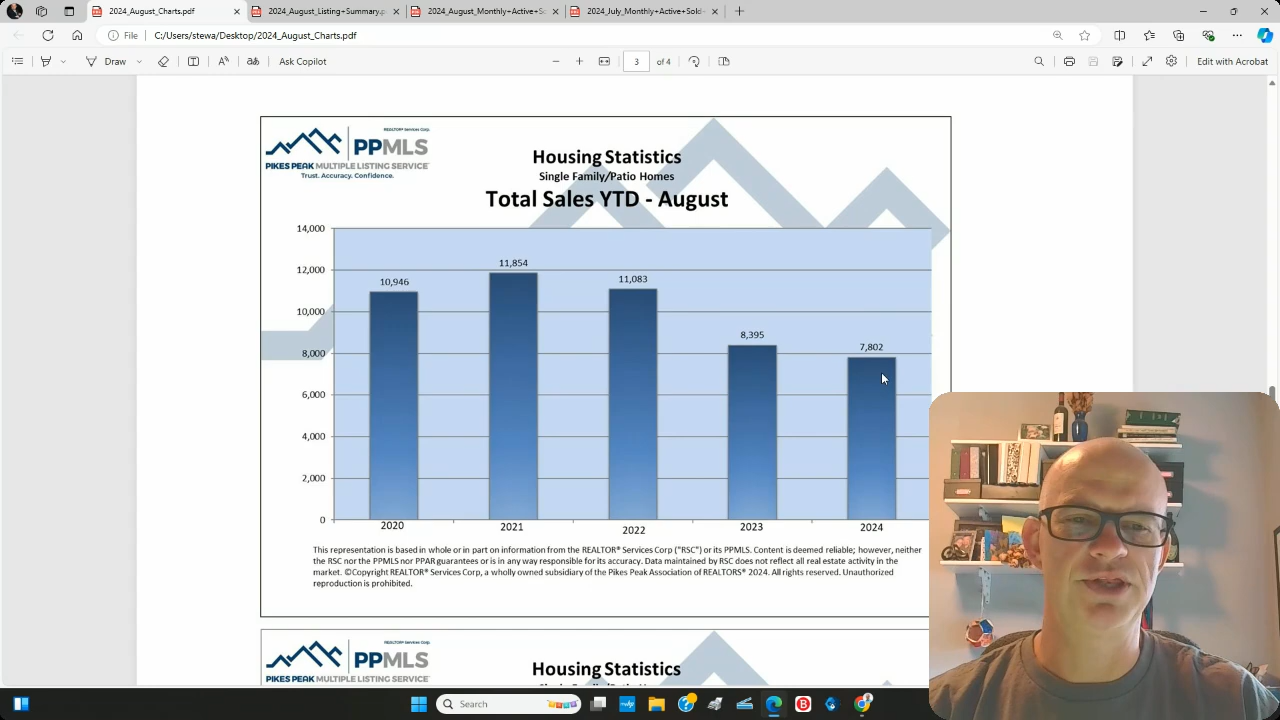 2024_August_Charts.pdf
2024_August_Listing+Summary.p
2024_August_Monthly+Active+So
2024_July_Monthly+Active+Sold
File
C:/Users/stewa/Desktop/2024_August_Charts.pdf
Draw
Ask Copilot
3
of 4
Edit with Acrobat
REALTOR® Services Corp.
PPMLS
PIKES PEAK MULTIPLE LISTING SERVICE
Trust. Accuracy. Confidence.
Housing Statistics
Single Family/Patio Homes
Total Sales YTD - August
14,000
12,000
10,000
8,000
6,000
4,000
2,000
0
10,946
11,854
11,083
8,395
7,802
2020
2021
2022
2023
2024
This representation is based in whole or in part on information from the REALTOR® Services Corp ("RSC") or its PPMLS. Content is deemed reliable; however, neither
the RSC nor the PPMLS nor PPAR guarantees or is in any way responsible for its accuracy. Data maintained by RSC does not reflect all real estate activity in the
market. ©Copyright REALTOR® Services Corp, a wholly owned subsidiary of the Pikes Peak Association of REALTORS® 2024. All rights reserved. Unauthorized
reproduction is prohibited.
REALTOR® Services Corp.
PPMLS
PIKES PEAK MULTIPLE LISTING SERVICE
Housing Statistics
Search